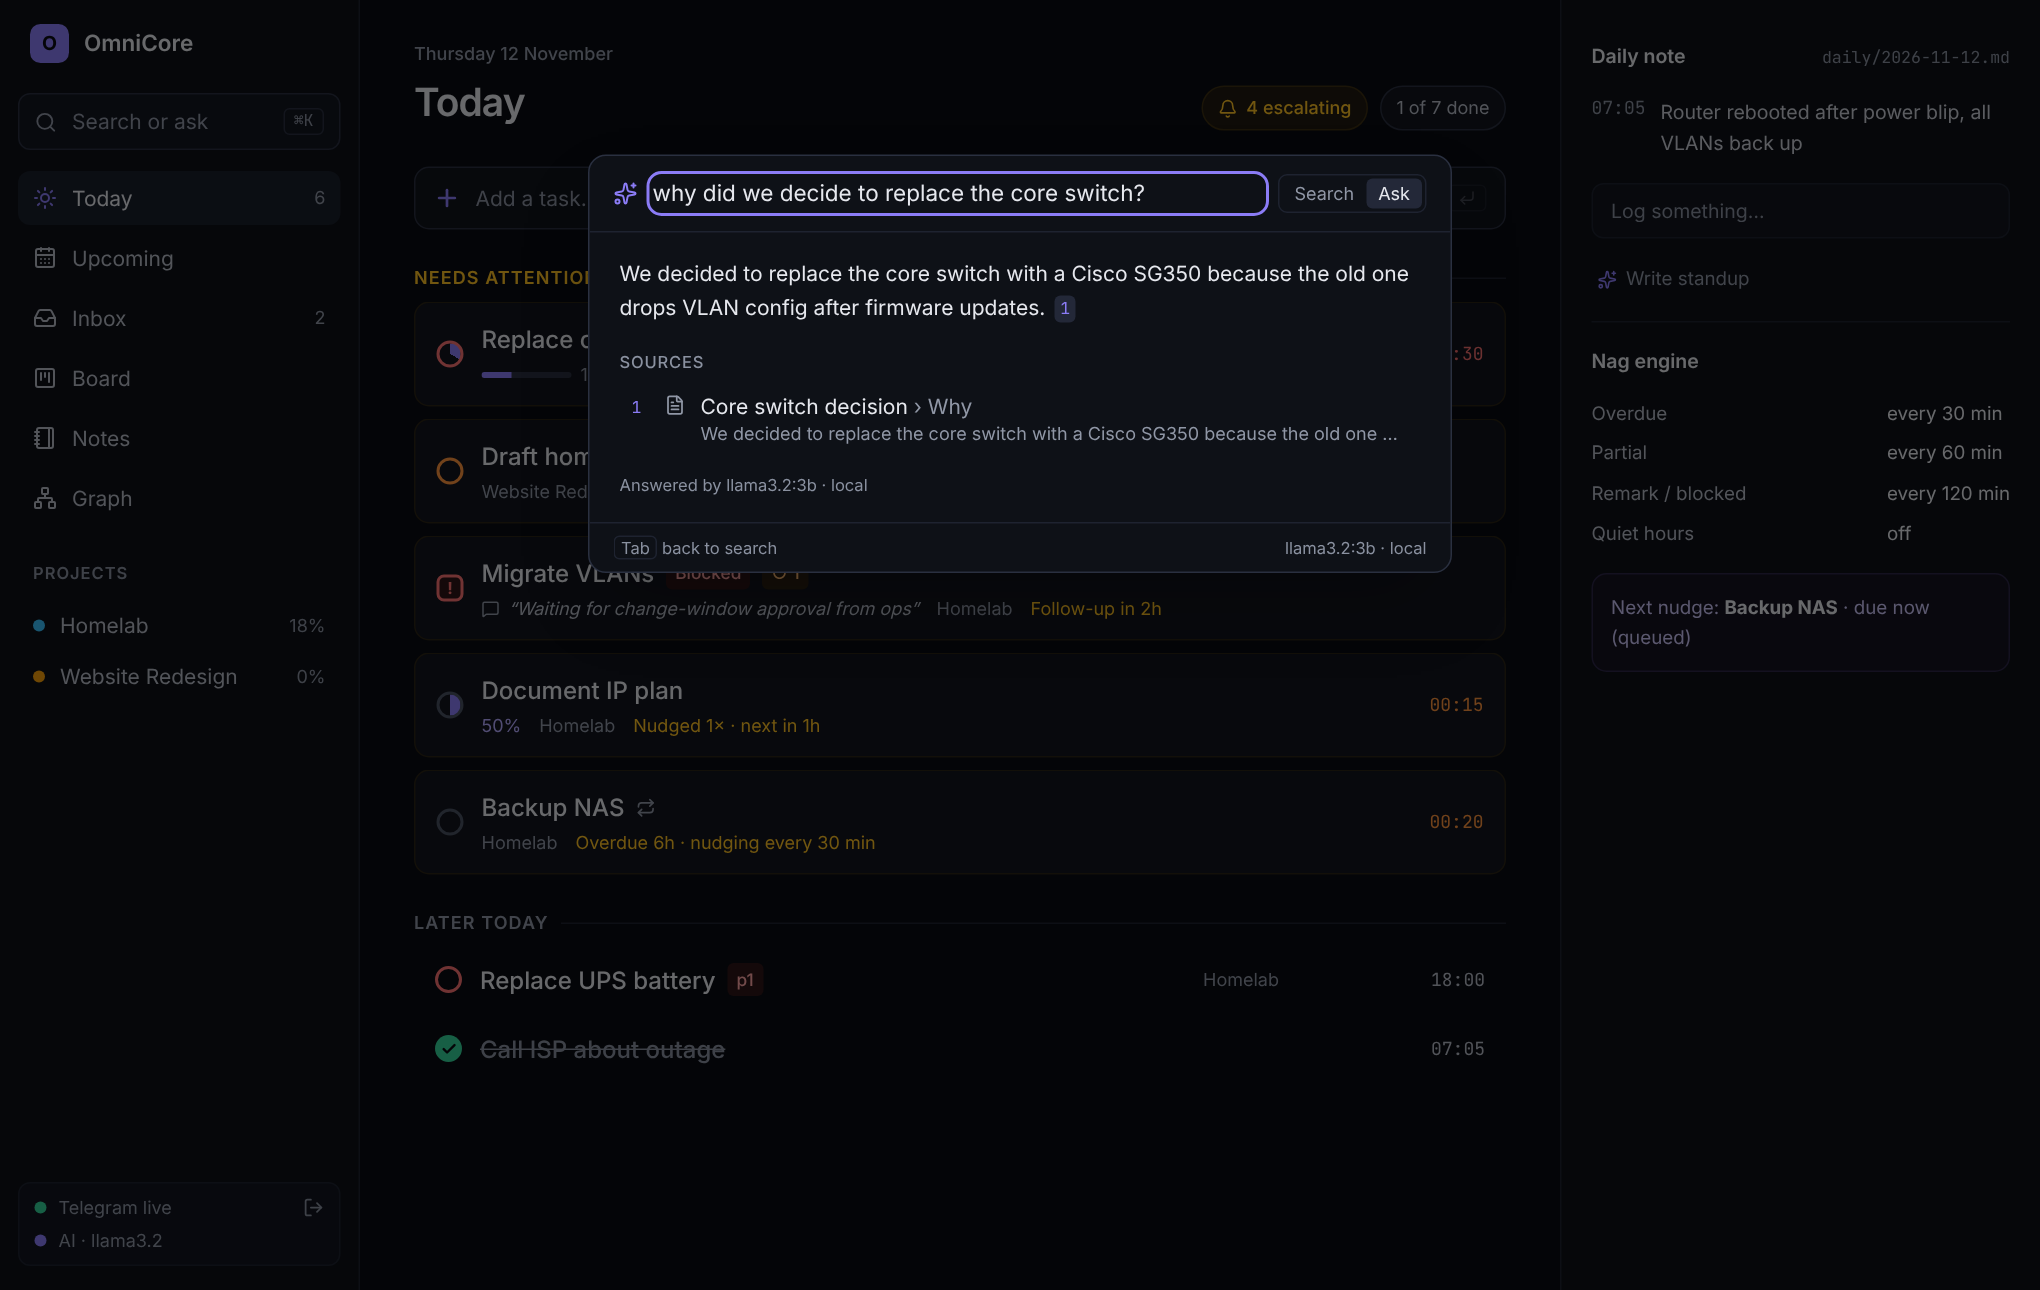 O OmniCore
Search or ask ⌘K
Today 6
Upcoming
Inbox 2
Board
Notes
Graph
PROJECTS
Homelab 18%
Website Redesign 0%
Telegram live
AI · llama3.2
Thursday 12 November
Today
4 escalating
1 of 7 done
Add a task.
why did we decide to replace the core switch?
Search Ask
We decided to replace the core switch with a Cisco SG350 because the old one
drops VLAN config after firmware updates. 1
SOURCES
1 Core switch decision › Why
We decided to replace the core switch with a Cisco SG350 because the old one ...
Answered by llama3.2:3b · local
Tab back to search
llama3.2:3b · local
NEEDS ATTENTION
Replace
:30
Draft
Website
Migrate VLANs Blocked
“Waiting for change-window approval from ops” Homelab Follow-up in 2h
Document IP plan
50% Homelab Nudged 1× · next in 1h
00:15
Backup NAS
Homelab Overdue 6h · nudging every 30 min
00:20
LATER TODAY
Replace UPS battery p1 Homelab 18:00
Call ISP about outage 07:05
Daily note daily/2026-11-12.md
07:05 Router rebooted after power blip, all
VLANs back up
Log something...
Write standup
Nag engine
Overdue every 30 min
Partial every 60 min
Remark / blocked every 120 min
Quiet hours off
Next nudge: Backup NAS · due now
(queued)